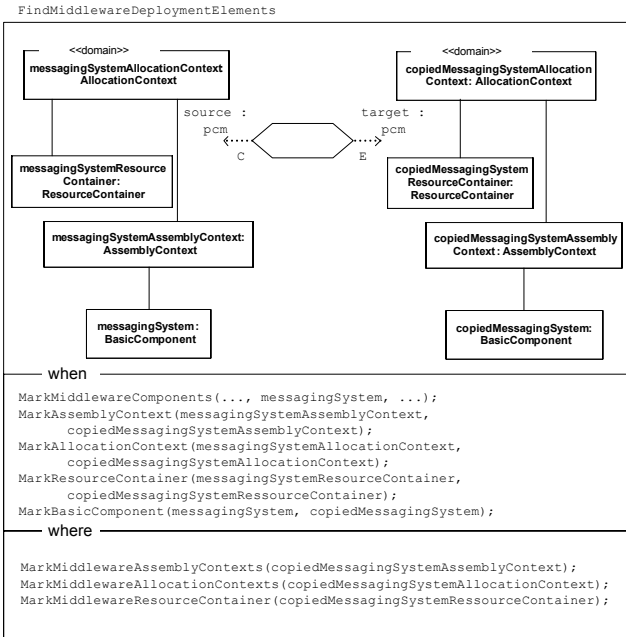 FindMiddlewareDeploymentElements
<<domain>>
messagingSystemAllocationContext
AllocationContext
<<domain>>
copiedMessagingSystemAllocation
Context: AllocationContext
source :
pcm
C
target :
pcm
E
messagingSystemResource
Container:
ResourceContainer
copiedMessagingSystem
ResourceContainer:
ResourceContainer
messagingSystemAssemblyContext:
AssemblyContext
copiedMessagingSystemAssembly
Context: AssemblyContext
messagingSystem:
BasicComponent
copiedMessagingSystem:
BasicComponent
when
MarkMiddlewareComponents(..., messagingSystem, ...);
MarkAssemblyContext(messagingSystemAssemblyContext,
copiedMessagingSystemAssemblyContext);
MarkAllocationContext(messagingSystemAllocationContext,
copiedMessagingSystemAllocationContext);
MarkResourceContainer(messagingSystemResourceContainer,
copiedMessagingSystemRessourceContainer);
MarkBasicComponent(messagingSystem, copiedMessagingSystem);
where
MarkMiddlewareAssemblyContexts(copiedMessagingSystemAssemblyContext);
MarkMiddlewareAllocationContexts(copiedMessagingSystemAllocationContext);
MarkMiddlewareResourceContainer(copiedMessagingSystemRessourceContainer);